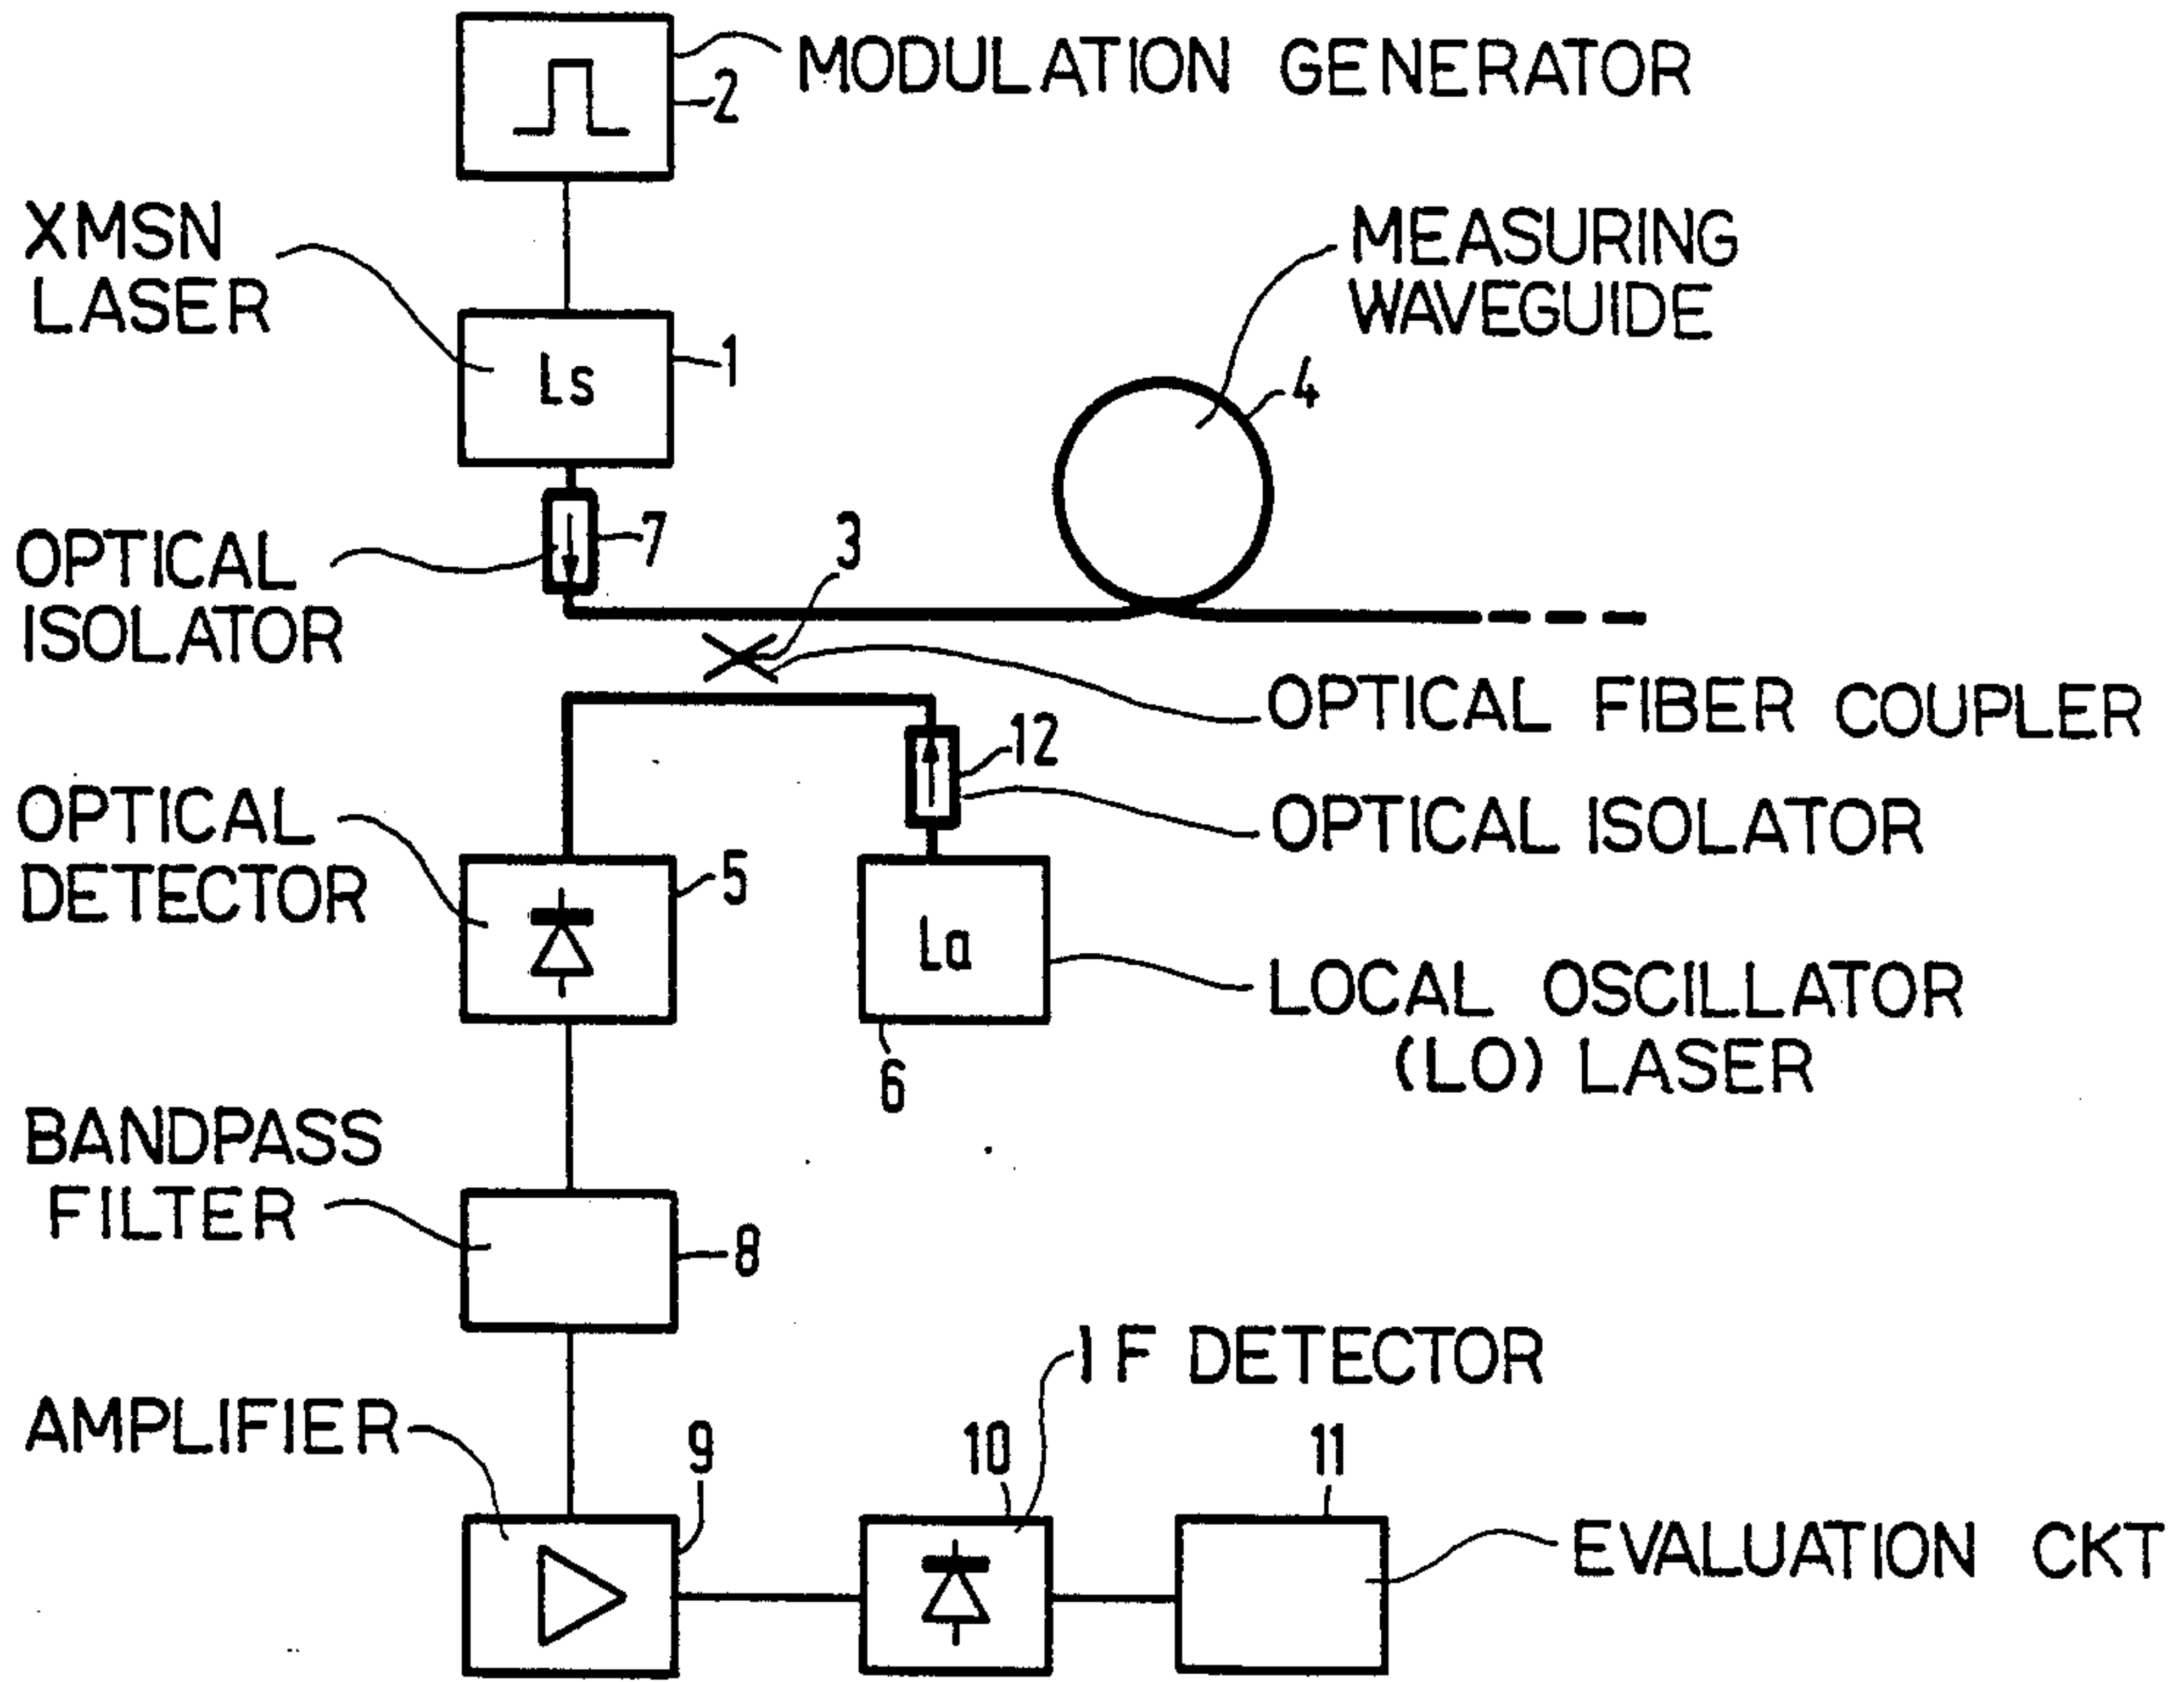 MODULATION GENERATOR
2
XMSN
LASER
Ls
1
MEASURING
WAVEGUIDE
4
OPTICAL
ISOLATOR
7
3
OPTICAL FIBER COUPLER
12
OPTICAL ISOLATOR
OPTICAL
DETECTOR
5
La
LOCAL OSCILLATOR
(LO) LASER
6
BANDPASS
FILTER
8
IF DETECTOR
AMPLIFIER
9
10
11
EVALUATION CKT